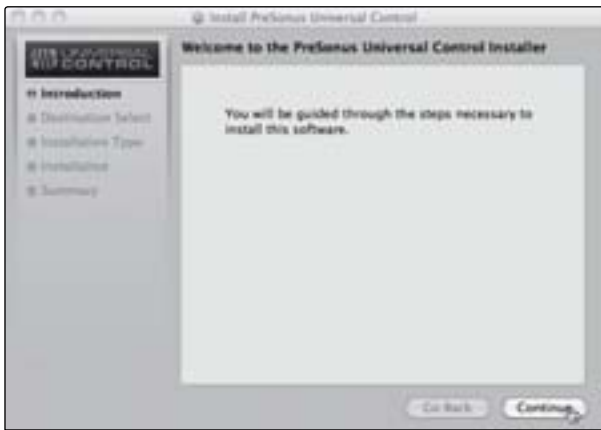 Install PreSonus Universal Control
UNIVERSAL
CONTROL
Welcome to the PreSonus Universal Control Installer
Introduction
Destination Select
Installation Type
Installation
Summary
You will be guided through the steps necessary to
install this software.
Go Back
Continue